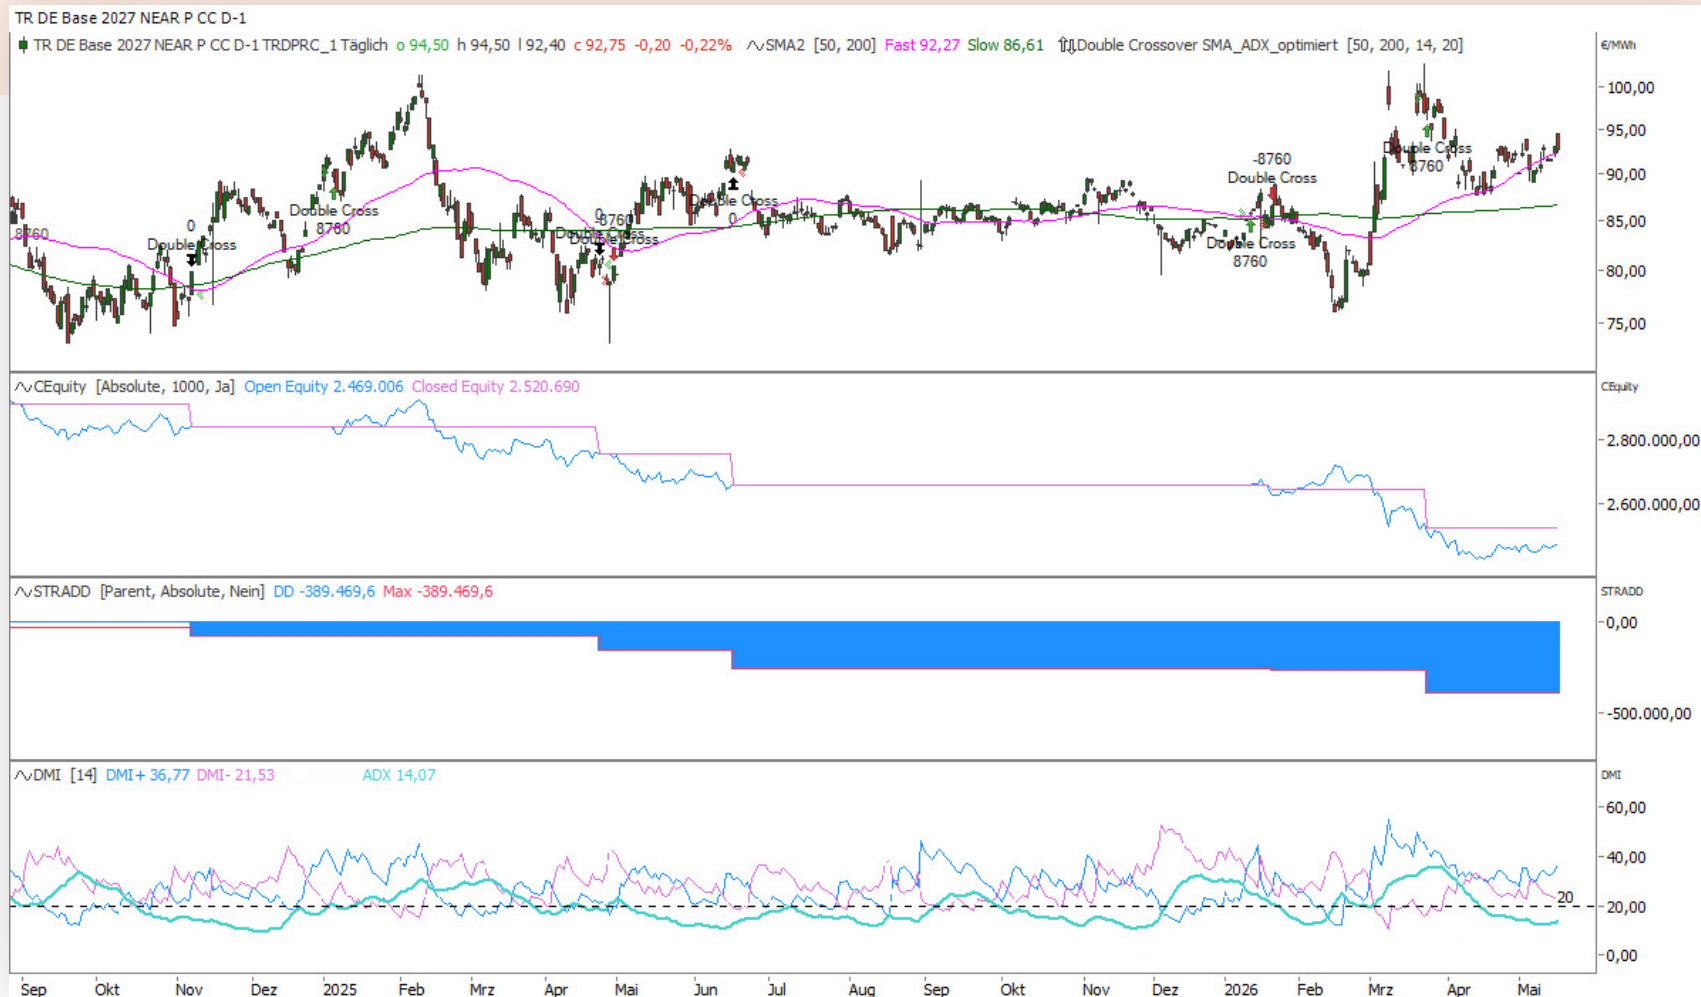 TR DE Base 2027 NEAR P CC D-1
TR DE Base 2027 NEAR P CC D-1 TRDPRC_1 Täglich o 94,50 h 94,50 l 92,40 c 92,75 -0,20 -0,22% SMA2 [50, 200] Fast 92,27 Slow 86,61 Double Crossover SMA_ADX_optimiert [50, 200, 14, 20]
€/MWh
100,00
95,00
90,00
85,00
80,00
75,00
8760
0
Double Cross
Double Cross
8760
0
-8760
Double Cross
Double Cross
Double Cross
0
-8760
Double Cross
Double Cross
8760
Double Cross
8760
CEquity [Absolute, 1000, Ja] Open Equity 2.469.006 Closed Equity 2.520.690
CEquity
2.800.000,00
2.600.000,00
STRADD [Parent, Absolute, Nein] DD -389.469,6 Max -389.469,6
STRADD
0,00
-500.000,00
DMI [14] DMI+ 36,77 DMI- 21,53 ADX 14,07
DMI
60,00
40,00
20
20,00
0,00
Sep Okt Nov Dez 2025 Feb Mrz Apr Mai Jun Jul Aug Sep Okt Nov Dez 2026 Feb Mrz Apr Mai